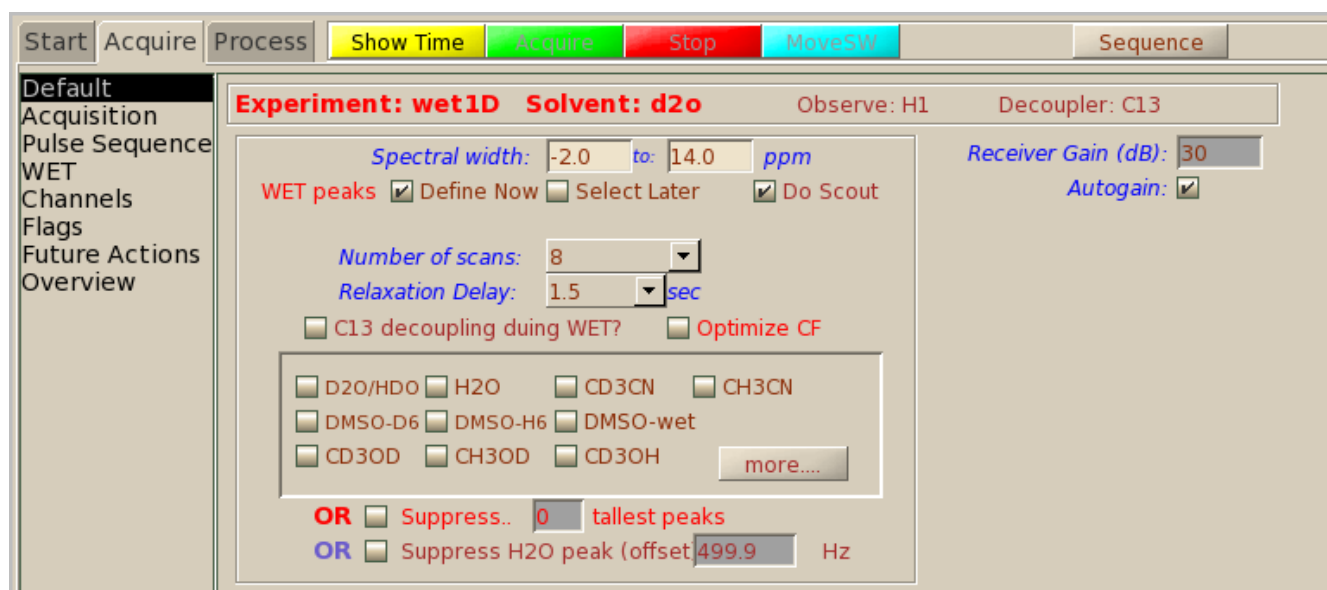 Start Acquire Process Show Time Acquire Stop MoveSW Sequence
Default
Acquisition
Pulse Sequence
WET
Channels
Flags
Future Actions
Overview
Experiment: wet1D Solvent: d2o Observe: H1 Decoupler: C13
Spectral width: -2.0 to: 14.0 ppm
WET peaks Define Now Select Later Do Scout
Number of scans: 8
Relaxation Delay: 1.5 sec
C13 decoupling duing WET? Optimize CF
D2O/HDO H2O CD3CN CH3CN
DMSO-D6 DMSO-H6 DMSO-wet
CD3OD CH3OD CD3OH more....
OR Suppress.. 0 tallest peaks
OR Suppress H2O peak (offset 499.9 Hz
Receiver Gain (dB): 30
Autogain: